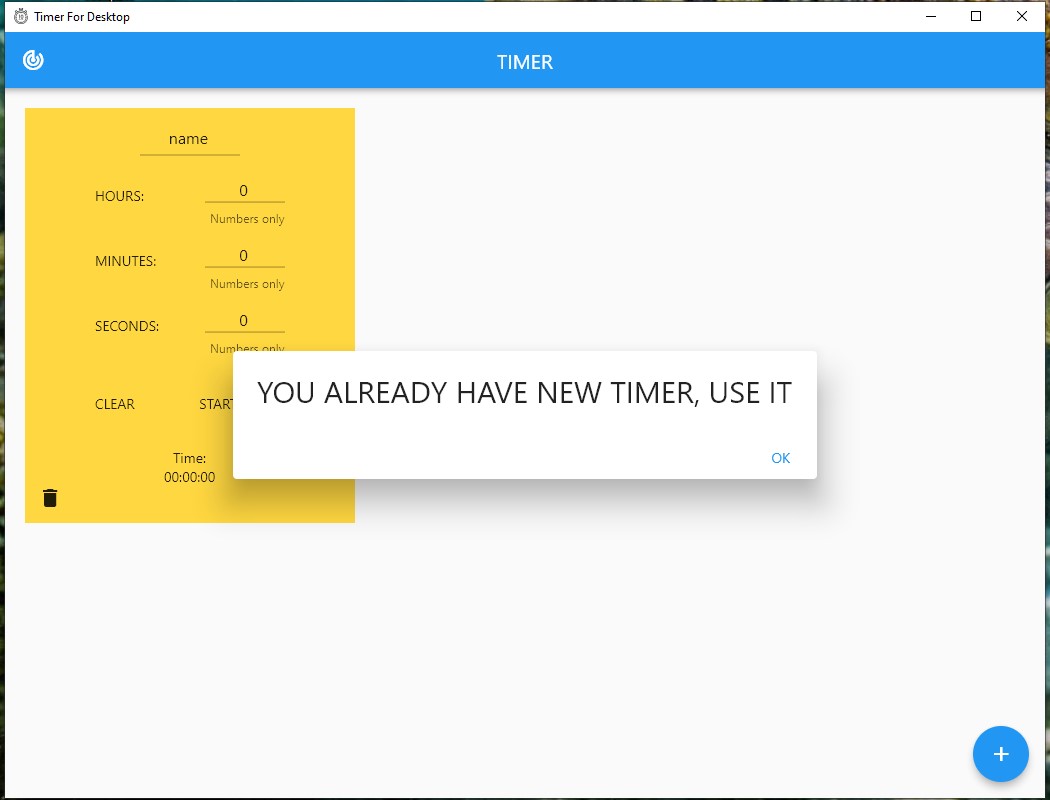 Timer For Desktop
TIMER
name
HOURS: 0
Numbers only
MINUTES: 0
Numbers only
SECONDS: 0
Numbers only
CLEAR START
YOU ALREADY HAVE NEW TIMER, USE IT
OK
Time:
00:00:00